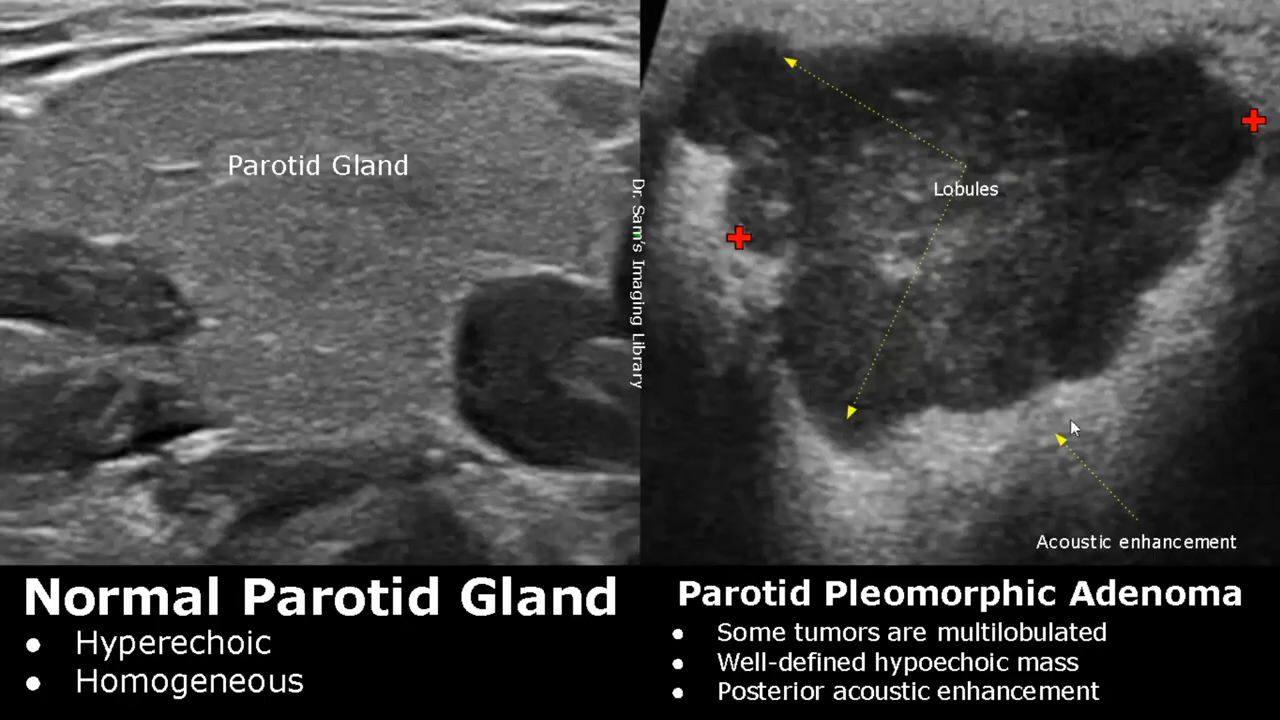 Parotid Gland
Dr. Sam's Imaging Library
Lobules
Acoustic enhancement
Normal Parotid Gland
● Hyperechoic
● Homogeneous
Parotid Pleomorphic Adenoma
● Some tumors are multilobulated
● Well-defined hypoechoic mass
● Posterior acoustic enhancement